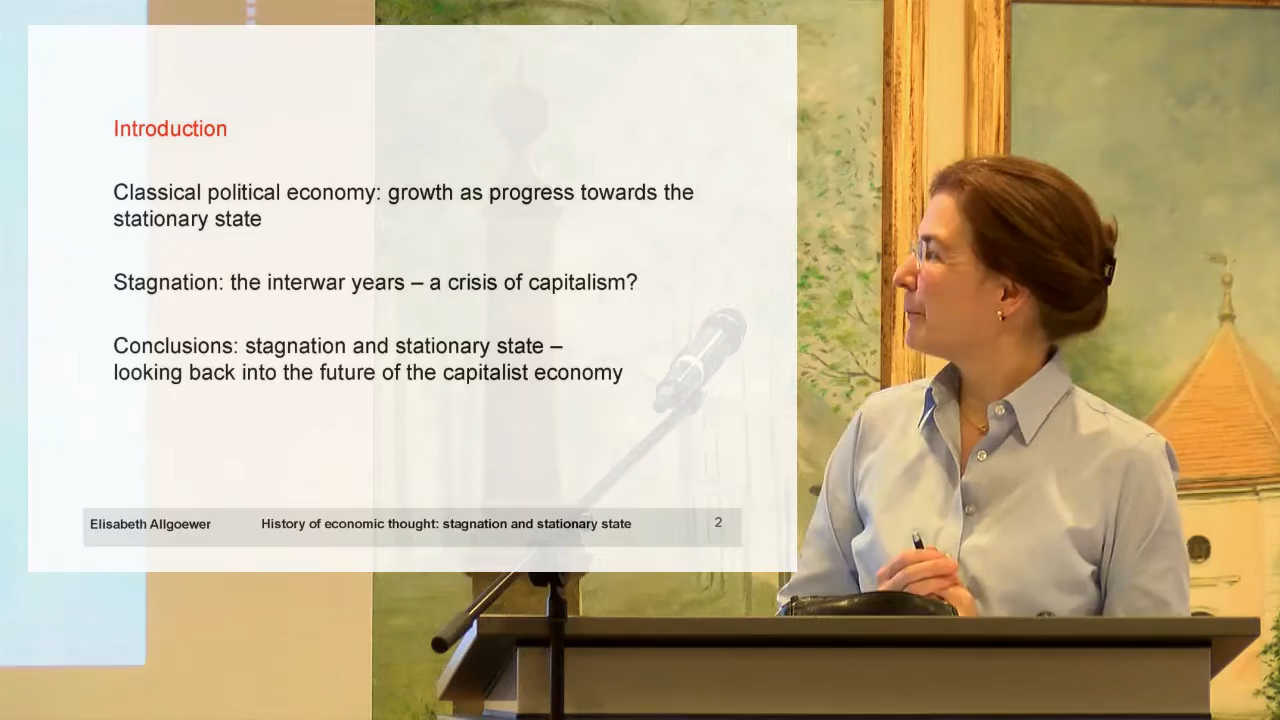 Introduction
Classical political economy: growth as progress towards the
stationary state
Stagnation: the interwar years – a crisis of capitalism?
Conclusions: stagnation and stationary state –
looking back into the future of the capitalist economy
Elisabeth Allgoewer History of economic thought: stagnation and stationary state 2